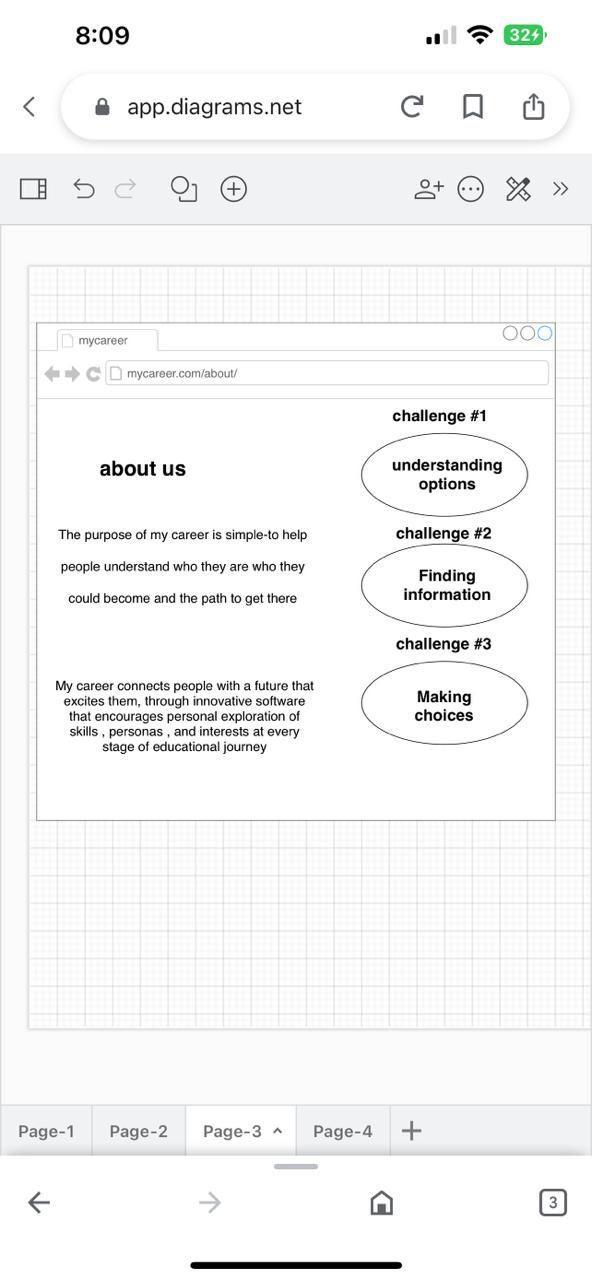 8:09
32
app.diagrams.net
mycareer
mycareer.com/about/
about us
The purpose of my career is simple-to help
people understand who they are who they
could become and the path to get there
My career connects people with a future that
excites them, through innovative software
that encourages personal exploration of
skills , personas , and interests at every
stage of educational journey
challenge #1
understanding
options
challenge #2
Finding
information
challenge #3
Making
choices
Page-1
Page-2
Page-3
Page-4
3